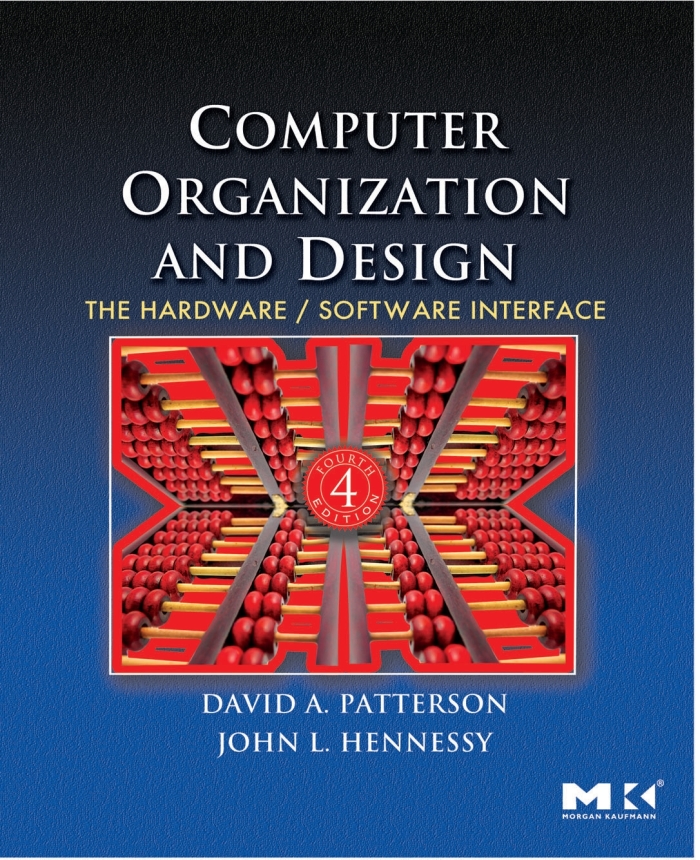 COMPUTER
ORGANIZATION
AND DESIGN
THE HARDWARE / SOFTWARE INTERFACE
FOURTH
4
EDITION
DAVID A. PATTERSON
JOHN L. HENNESSY
MK®
MORGAN KAUFMANN